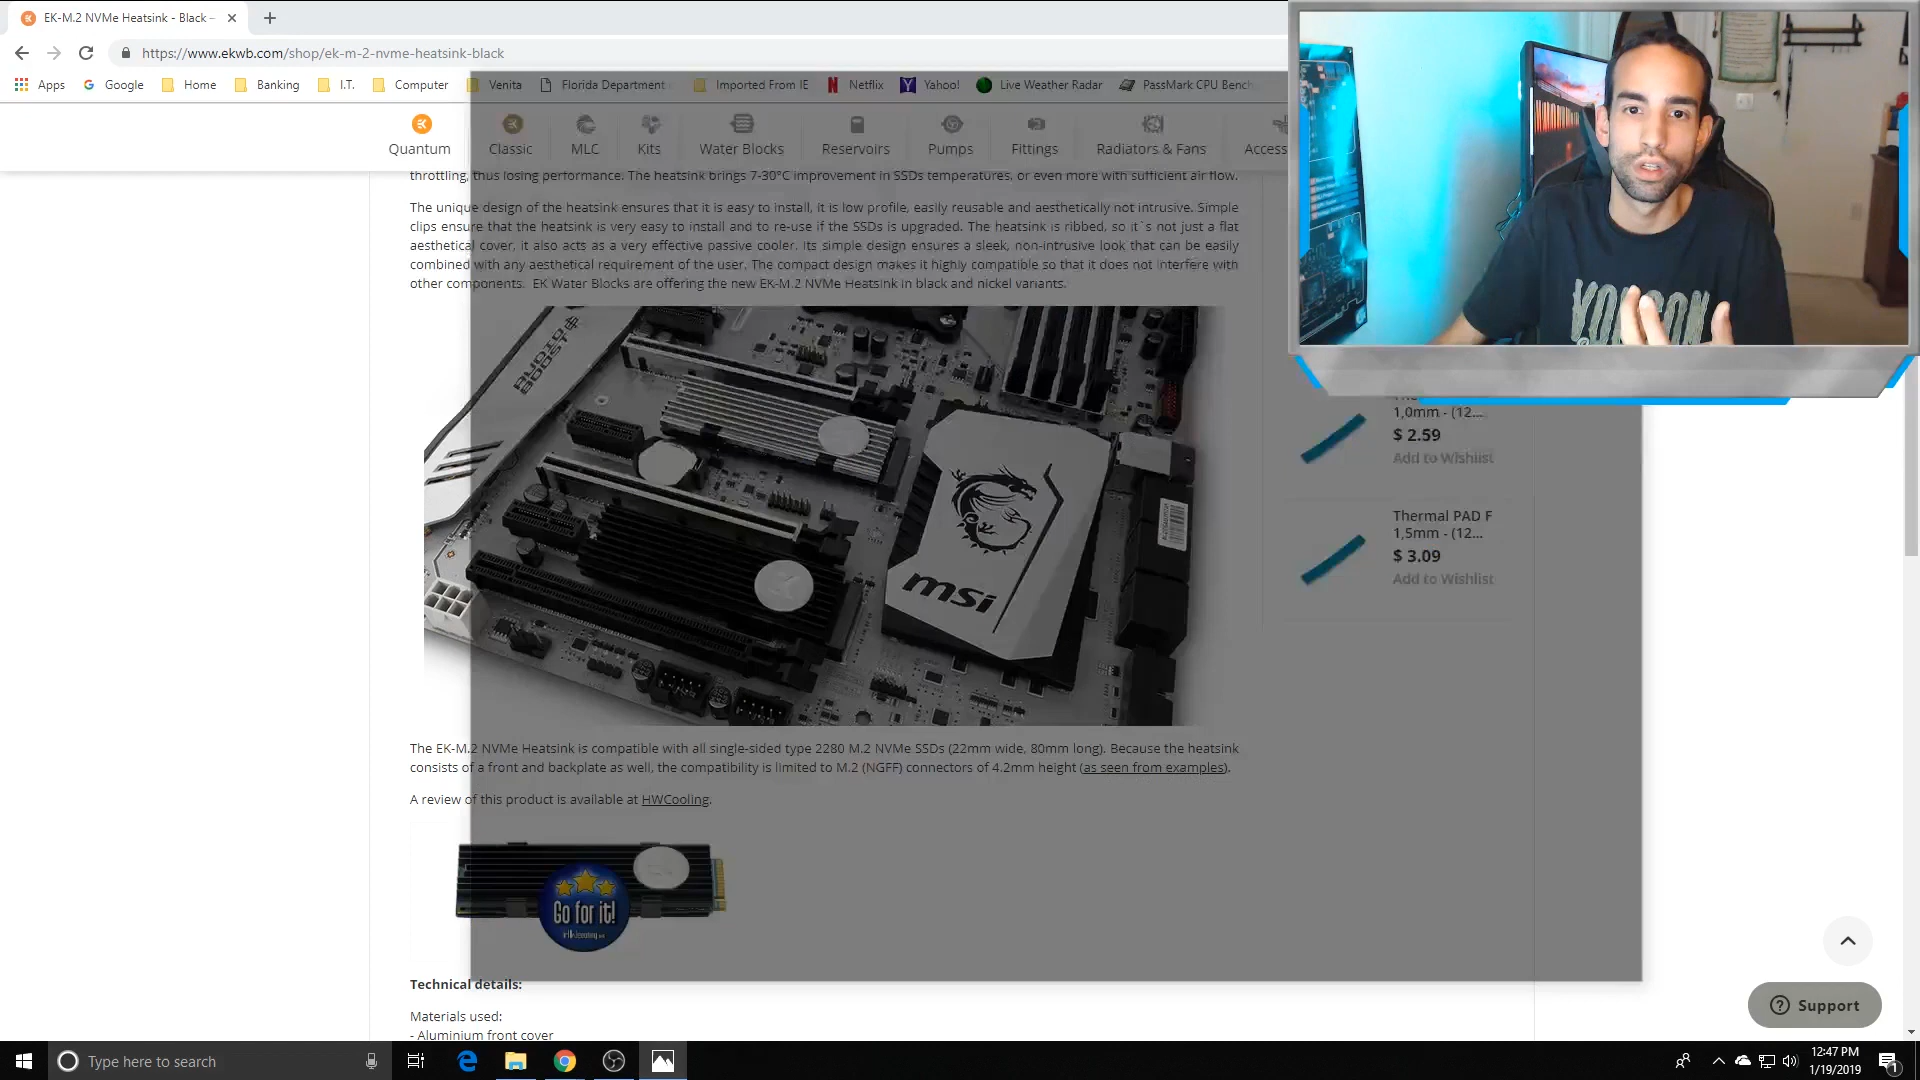 EK-M.2 NVMe Heatsink - Black –
https://www.ekwb.com/shop/ek-m-2-nvme-heatsink-black
Apps Google Home Banking I.T. Computer Venita Florida Department Imported From IE Netflix Yahoo! Live Weather Radar PassMark CPU Bench
Quantum Classic MLC Kits Water Blocks Reservoirs Pumps Fittings Radiators & Fans Access
throttling, thus losing performance. The heatsink brings 7-30°C improvement in SSDs temperatures, or even more with sufficient air flow.
The unique design of the heatsink ensures that it is easy to install, it is low profile, easily reusable and aesthetically not intrusive. Simple
clips ensure that the heatsink is very easy to install and to re-use if the SSDs is upgraded. The heatsink is ribbed, so it`s not just a flat
aesthetical cover, it also acts as a very effective passive cooler. Its simple design ensures a sleek, non-intrusive look that can be easily
combined with any aesthetical requirement of the user. The compact design makes it highly compatible so that it does not interfere with
other components. EK Water Blocks are offering the new EK-M.2 NVMe Heatsink in black and nickel variants.
AUDIO
BOOST
msi
1,0mm - (12...
$ 2.59
Add to Wishlist
Thermal PAD F
1,5mm - (12...
$ 3.09
Add to Wishlist
The EK-M.2 NVMe Heatsink is compatible with all single-sided type 2280 M.2 NVMe SSDs (22mm wide, 80mm long). Because the heatsink
consists of a front and backplate as well, the compatibility is limited to M.2 (NGFF) connectors of 4.2mm height (as seen from examples).
A review of this product is available at HWCooling.
Go for it!
Technical details:
Materials used:
- Aluminium front cover
Support
Type here to search
12:47 PM
1/19/2019
1